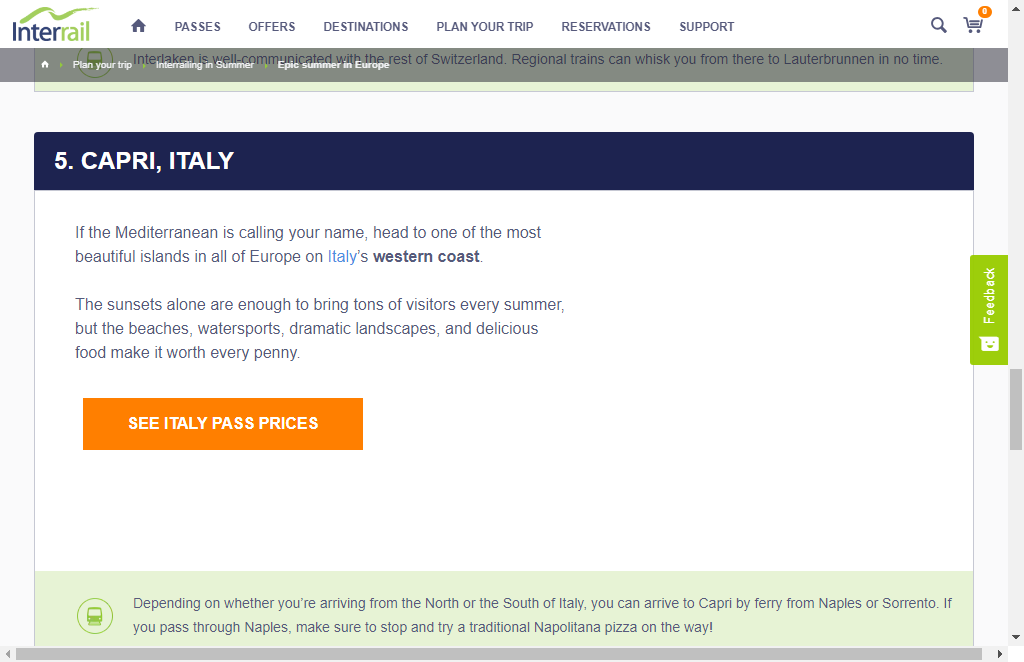 Interrail
PASSES
OFFERS
DESTINATIONS
PLAN YOUR TRIP
RESERVATIONS
SUPPORT
0
Interlaken is well-communicated with the rest of Switzerland. Regional trains can whisk you from there to Lauterbrunnen in no time.
Plan your trip
Interrailing in Summer
Epic summer in Europe
5. CAPRI, ITALY
If the Mediterranean is calling your name, head to one of the most
beautiful islands in all of Europe on Italy's western coast.
The sunsets alone are enough to bring tons of visitors every summer,
but the beaches, watersports, dramatic landscapes, and delicious
food make it worth every penny.
SEE ITALY PASS PRICES
Feedback
Depending on whether you’re arriving from the North or the South of Italy, you can arrive to Capri by ferry from Naples or Sorrento. If
you pass through Naples, make sure to stop and try a traditional Napolitana pizza on the way!